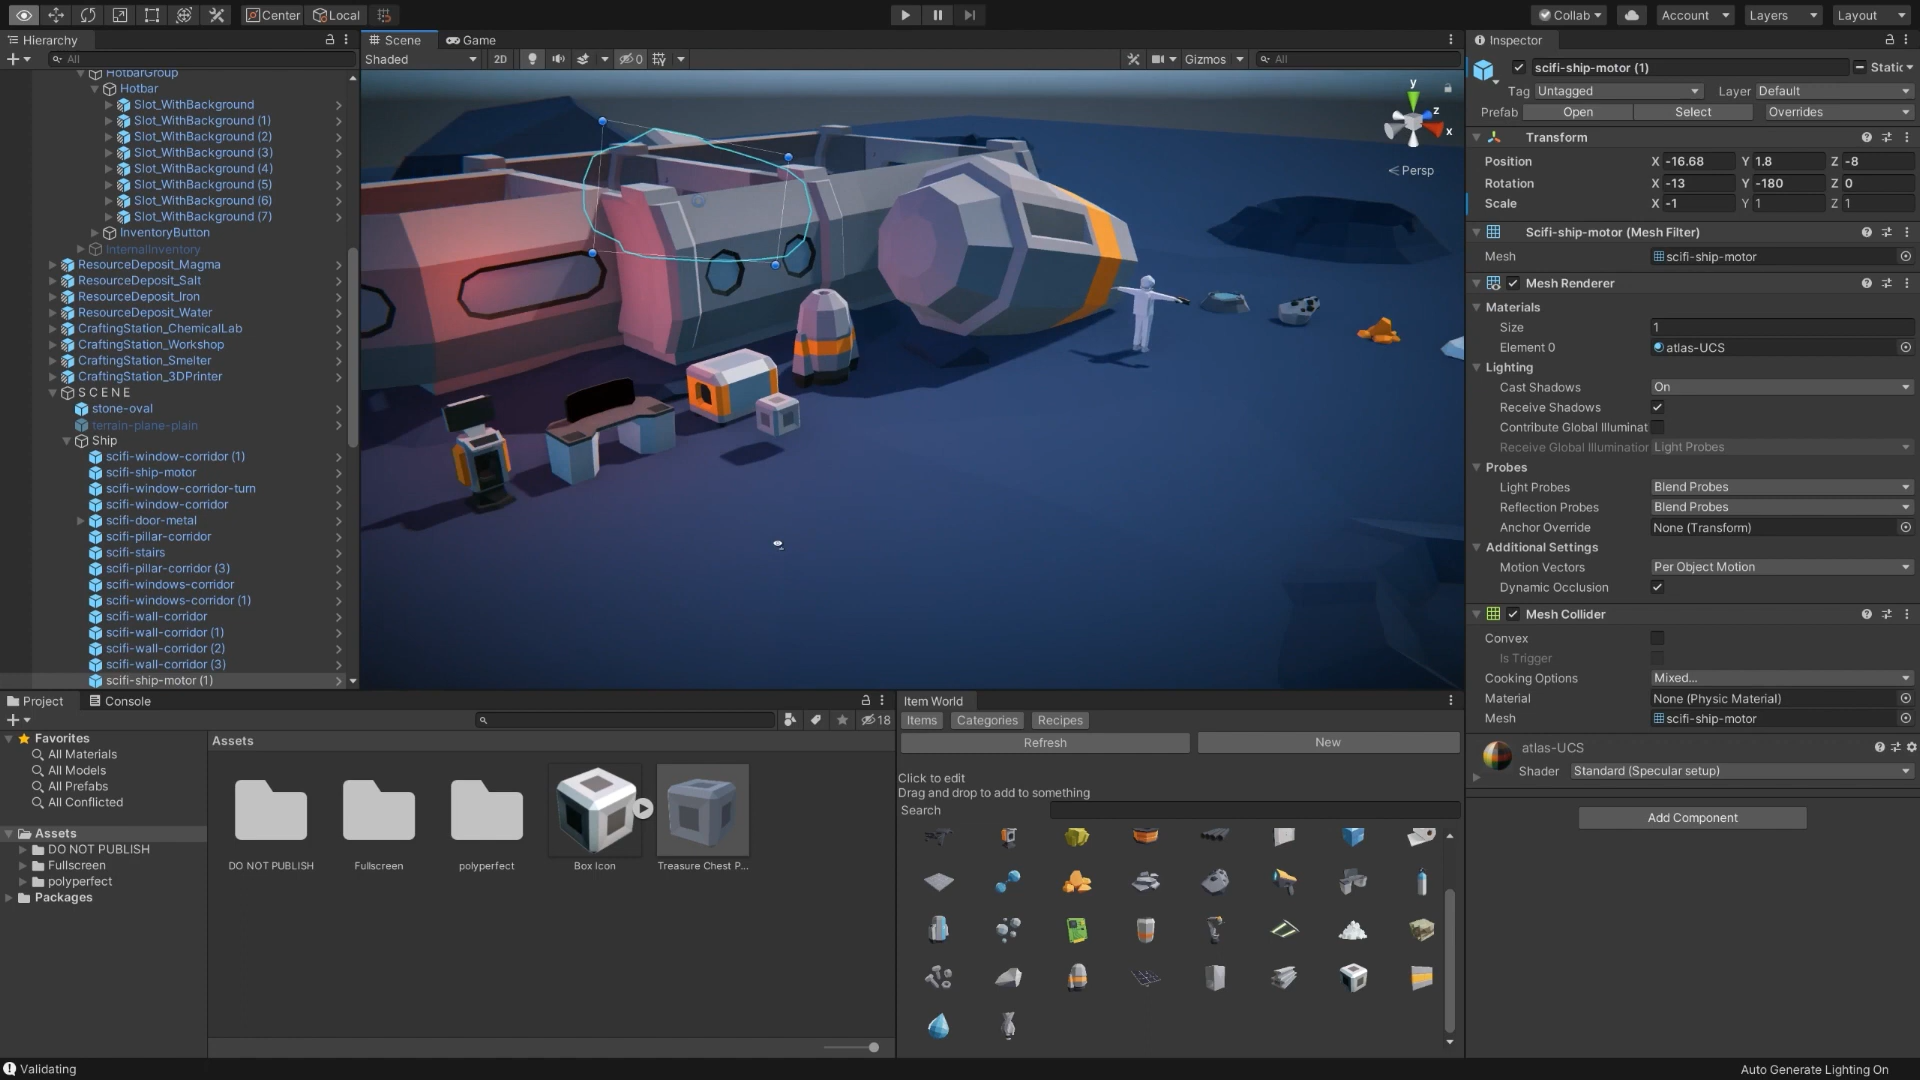 Center Local Collab Account Layers Layout
Hierarchy
All
HotbarGroup
Hotbar
Slot_WithBackground
Slot_WithBackground (1)
Slot_WithBackground (2)
Slot_WithBackground (3)
Slot_WithBackground (4)
Slot_WithBackground (5)
Slot_WithBackground (6)
Slot_WithBackground (7)
InventoryButton
InternalInventory
ResourceDeposit_Magma
ResourceDeposit_Salt
ResourceDeposit_Iron
ResourceDeposit_Water
CraftingStation_ChemicalLab
CraftingStation_Workshop
CraftingStation_Smelter
CraftingStation_3DPrinter
S C E N E
stone-oval
terrain-plane-plain
Ship
scifi-window-corridor (1)
scifi-ship-motor
scifi-window-corridor-turn
scifi-window-corridor
scifi-door-metal
scifi-pillar-corridor
scifi-stairs
scifi-pillar-corridor (3)
scifi-windows-corridor
scifi-windows-corridor (1)
scifi-wall-corridor
scifi-wall-corridor (1)
scifi-wall-corridor (2)
scifi-wall-corridor (3)
scifi-ship-motor (1)
Scene Game
Shaded 2D 0 Gizmos All
y
z
x
Persp
Inspector
scifi-ship-motor (1) Static
Tag Untagged Layer Default
Prefab Open Select Overrides
Transform
Position X -16.68 Y 1.8 Z -8
Rotation X -13 Y -180 Z 0
Scale X -1 Y 1 Z 1
Scifi-ship-motor (Mesh Filter)
Mesh scifi-ship-motor
Mesh Renderer
Materials
Size 1
Element 0 atlas-UCS
Lighting
Cast Shadows On
Receive Shadows
Contribute Global Illuminat
Receive Global Illumination Light Probes
Probes
Light Probes Blend Probes
Reflection Probes Blend Probes
Anchor Override None (Transform)
Additional Settings
Motion Vectors Per Object Motion
Dynamic Occlusion
Mesh Collider
Convex
Is Trigger
Cooking Options Mixed...
Material None (Physic Material)
Mesh scifi-ship-motor
atlas-UCS
Shader Standard (Specular setup)
Add Component
Project Console
18
Favorites
All Materials
All Models
All Prefabs
All Conflicted
Assets
DO NOT PUBLISH
Fullscreen
polyperfect
Packages
Assets
DO NOT PUBLISH Fullscreen polyperfect Box Icon Treasure Chest P...
Item World
Items Categories Recipes
Refresh New
Click to edit
Drag and drop to add to something
Search
Validating
Auto Generate Lighting On